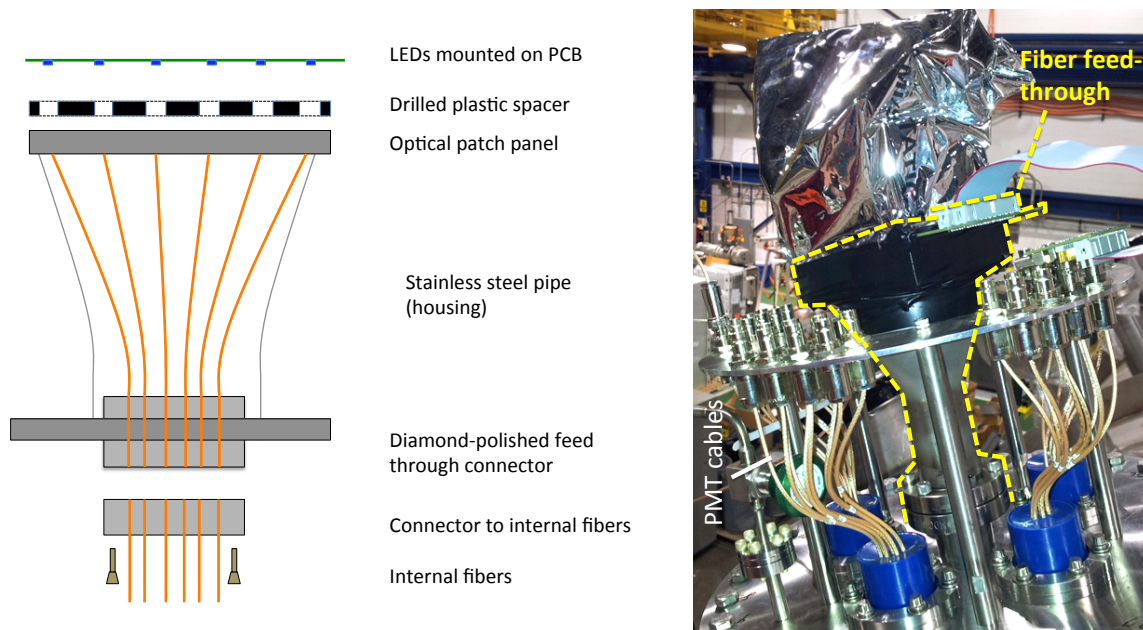 LEDs mounted on PCB
Drilled plastic spacer
Optical patch panel
Stainless steel pipe
(housing)
Diamond-polished feed
through connector
Connector to internal fibers
Internal fibers
Fiber feed-
through
PMT cables